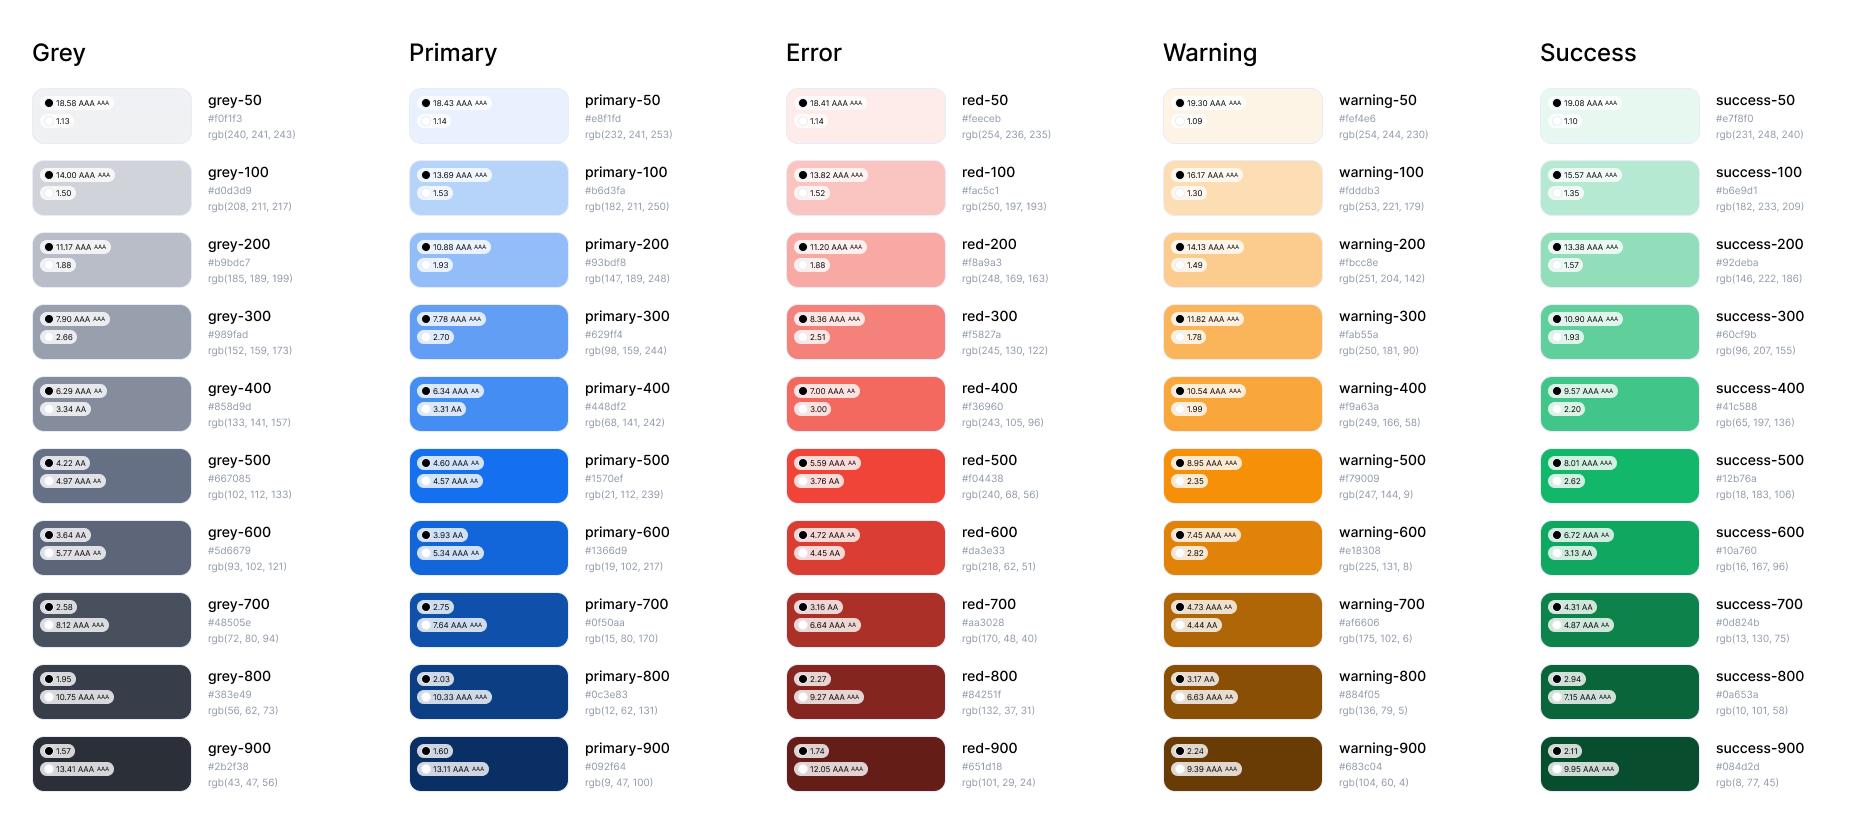 Grey
18.58 AAA AAA
1.13
grey-50
#f0f1f3
rgb(240, 241, 243)
14.00 AAA AAA
1.50
grey-100
#d0d3d9
rgb(208, 211, 217)
11.17 AAA AAA
1.88
grey-200
#b9bdc7
rgb(185, 189, 199)
7.90 AAA AAA
2.66
grey-300
#989fad
rgb(152, 159, 173)
6.29 AAA AA
3.34 AA
grey-400
#858d9d
rgb(133, 141, 157)
4.22 AA
4.97 AAA AA
grey-500
#667085
rgb(102, 112, 133)
3.64 AA
5.77 AAA AA
grey-600
#5d6679
rgb(93, 102, 121)
2.58
8.12 AAA AAA
grey-700
#48505e
rgb(72, 80, 94)
1.95
10.75 AAA AAA
grey-800
#383e49
rgb(56, 62, 73)
1.57
13.41 AAA AAA
grey-900
#2b2f38
rgb(43, 47, 56)
Primary
18.43 AAA AAA
1.14
primary-50
#e8f1fd
rgb(232, 241, 253)
13.69 AAA AAA
1.53
primary-100
#b6d3fa
rgb(182, 211, 250)
10.88 AAA AAA
1.93
primary-200
#93bdf8
rgb(147, 189, 248)
7.78 AAA AAA
2.70
primary-300
#629ff4
rgb(98, 159, 244)
6.34 AAA AA
3.31 AA
primary-400
#448df2
rgb(68, 141, 242)
4.60 AAA AA
4.57 AAA AA
primary-500
#1570ef
rgb(21, 112, 239)
3.93 AA
5.34 AAA AA
primary-600
#1366d9
rgb(19, 102, 217)
2.75
7.64 AAA AAA
primary-700
#0f50aa
rgb(15, 80, 170)
2.03
10.33 AAA AAA
primary-800
#0c3e83
rgb(12, 62, 131)
1.60
13.11 AAA AAA
primary-900
#092f64
rgb(9, 47, 100)
Error
18.41 AAA AAA
1.14
red-50
#feeceb
rgb(254, 236, 235)
13.82 AAA AAA
1.52
red-100
#fac5c1
rgb(250, 197, 193)
11.20 AAA AAA
1.88
red-200
#f8a9a3
rgb(248, 169, 163)
8.36 AAA AAA
2.51
red-300
#f5827a
rgb(245, 130, 122)
7.00 AAA AA
3.00
red-400
#f36960
rgb(243, 105, 96)
5.59 AAA AA
3.76 AA
red-500
#f04438
rgb(240, 68, 56)
4.72 AAA AA
4.45 AA
red-600
#da3e33
rgb(218, 62, 51)
3.16 AA
6.64 AAA AA
red-700
#aa3028
rgb(170, 48, 40)
2.27
9.27 AAA AAA
red-800
#84251f
rgb(132, 37, 31)
1.74
12.05 AAA AAA
red-900
#651d18
rgb(101, 29, 24)
Warning
19.30 AAA AAA
1.09
warning-50
#fef4e6
rgb(254, 244, 230)
16.17 AAA AAA
1.30
warning-100
#fdddb3
rgb(253, 221, 179)
14.13 AAA AAA
1.49
warning-200
#fbcc8e
rgb(251, 204, 142)
11.82 AAA AAA
1.78
warning-300
#fab55a
rgb(250, 181, 90)
10.54 AAA AAA
1.99
warning-400
#f9a63a
rgb(249, 166, 58)
8.95 AAA AAA
2.35
warning-500
#f79009
rgb(247, 144, 9)
7.45 AAA AAA
2.82
warning-600
#e18308
rgb(225, 131, 8)
4.73 AAA AA
4.44 AA
warning-700
#af6606
rgb(175, 102, 6)
3.17 AA
6.63 AAA AA
warning-800
#884f05
rgb(136, 79, 5)
2.24
9.39 AAA AAA
warning-900
#683c04
rgb(104, 60, 4)
Success
19.08 AAA AAA
1.10
success-50
#e7f8f0
rgb(231, 248, 240)
15.57 AAA AAA
1.35
success-100
#b6e9d1
rgb(182, 233, 209)
13.38 AAA AAA
1.57
success-200
#92deba
rgb(146, 222, 186)
10.90 AAA AAA
1.93
success-300
#60cf9b
rgb(96, 207, 155)
9.57 AAA AAA
2.20
success-400
#41c588
rgb(65, 197, 136)
8.01 AAA AAA
2.62
success-500
#12b76a
rgb(18, 183, 106)
6.72 AAA AA
3.13 AA
success-600
#10a760
rgb(16, 167, 96)
4.31 AA
4.87 AAA AA
success-700
#0d824b
rgb(13, 130, 75)
2.94
7.15 AAA AAA
success-800
#0a653a
rgb(10, 101, 58)
2.11
9.95 AAA AAA
success-900
#084d2d
rgb(8, 77, 45)